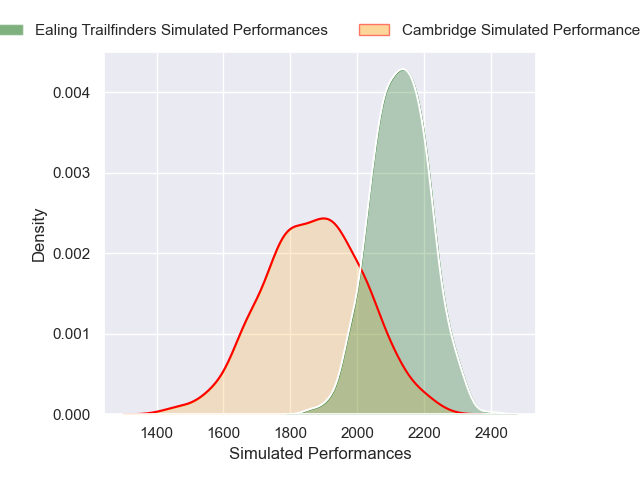 Ealing Trailfinders Simulated Performances Cambridge Simulated Performance
0.004
0.003
0.002
0.001
0.000
Density
1400 1600 1800 2000 2200 2400
Simulated Performances